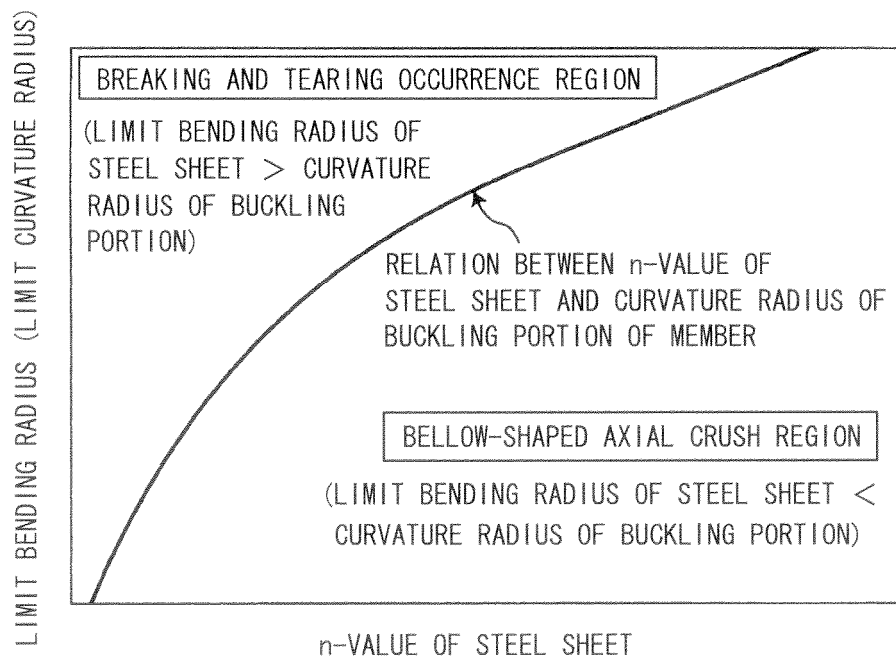 LIMIT BENDING RADIUS (LIMIT CURVATURE RADIUS)
BREAKING AND TEARING OCCURRENCE REGION
(LIMIT BENDING RADIUS OF
STEEL SHEET > CURVATURE
RADIUS OF BUCKLING
PORTION)
RELATION BETWEEN n-VALUE OF
STEEL SHEET AND CURVATURE RADIUS OF
BUCKLING PORTION OF MEMBER
BELLOW-SHAPED AXIAL CRUSH REGION
(LIMIT BENDING RADIUS OF STEEL SHEET <
CURVATURE RADIUS OF BUCKLING PORTION)
n-VALUE OF STEEL SHEET